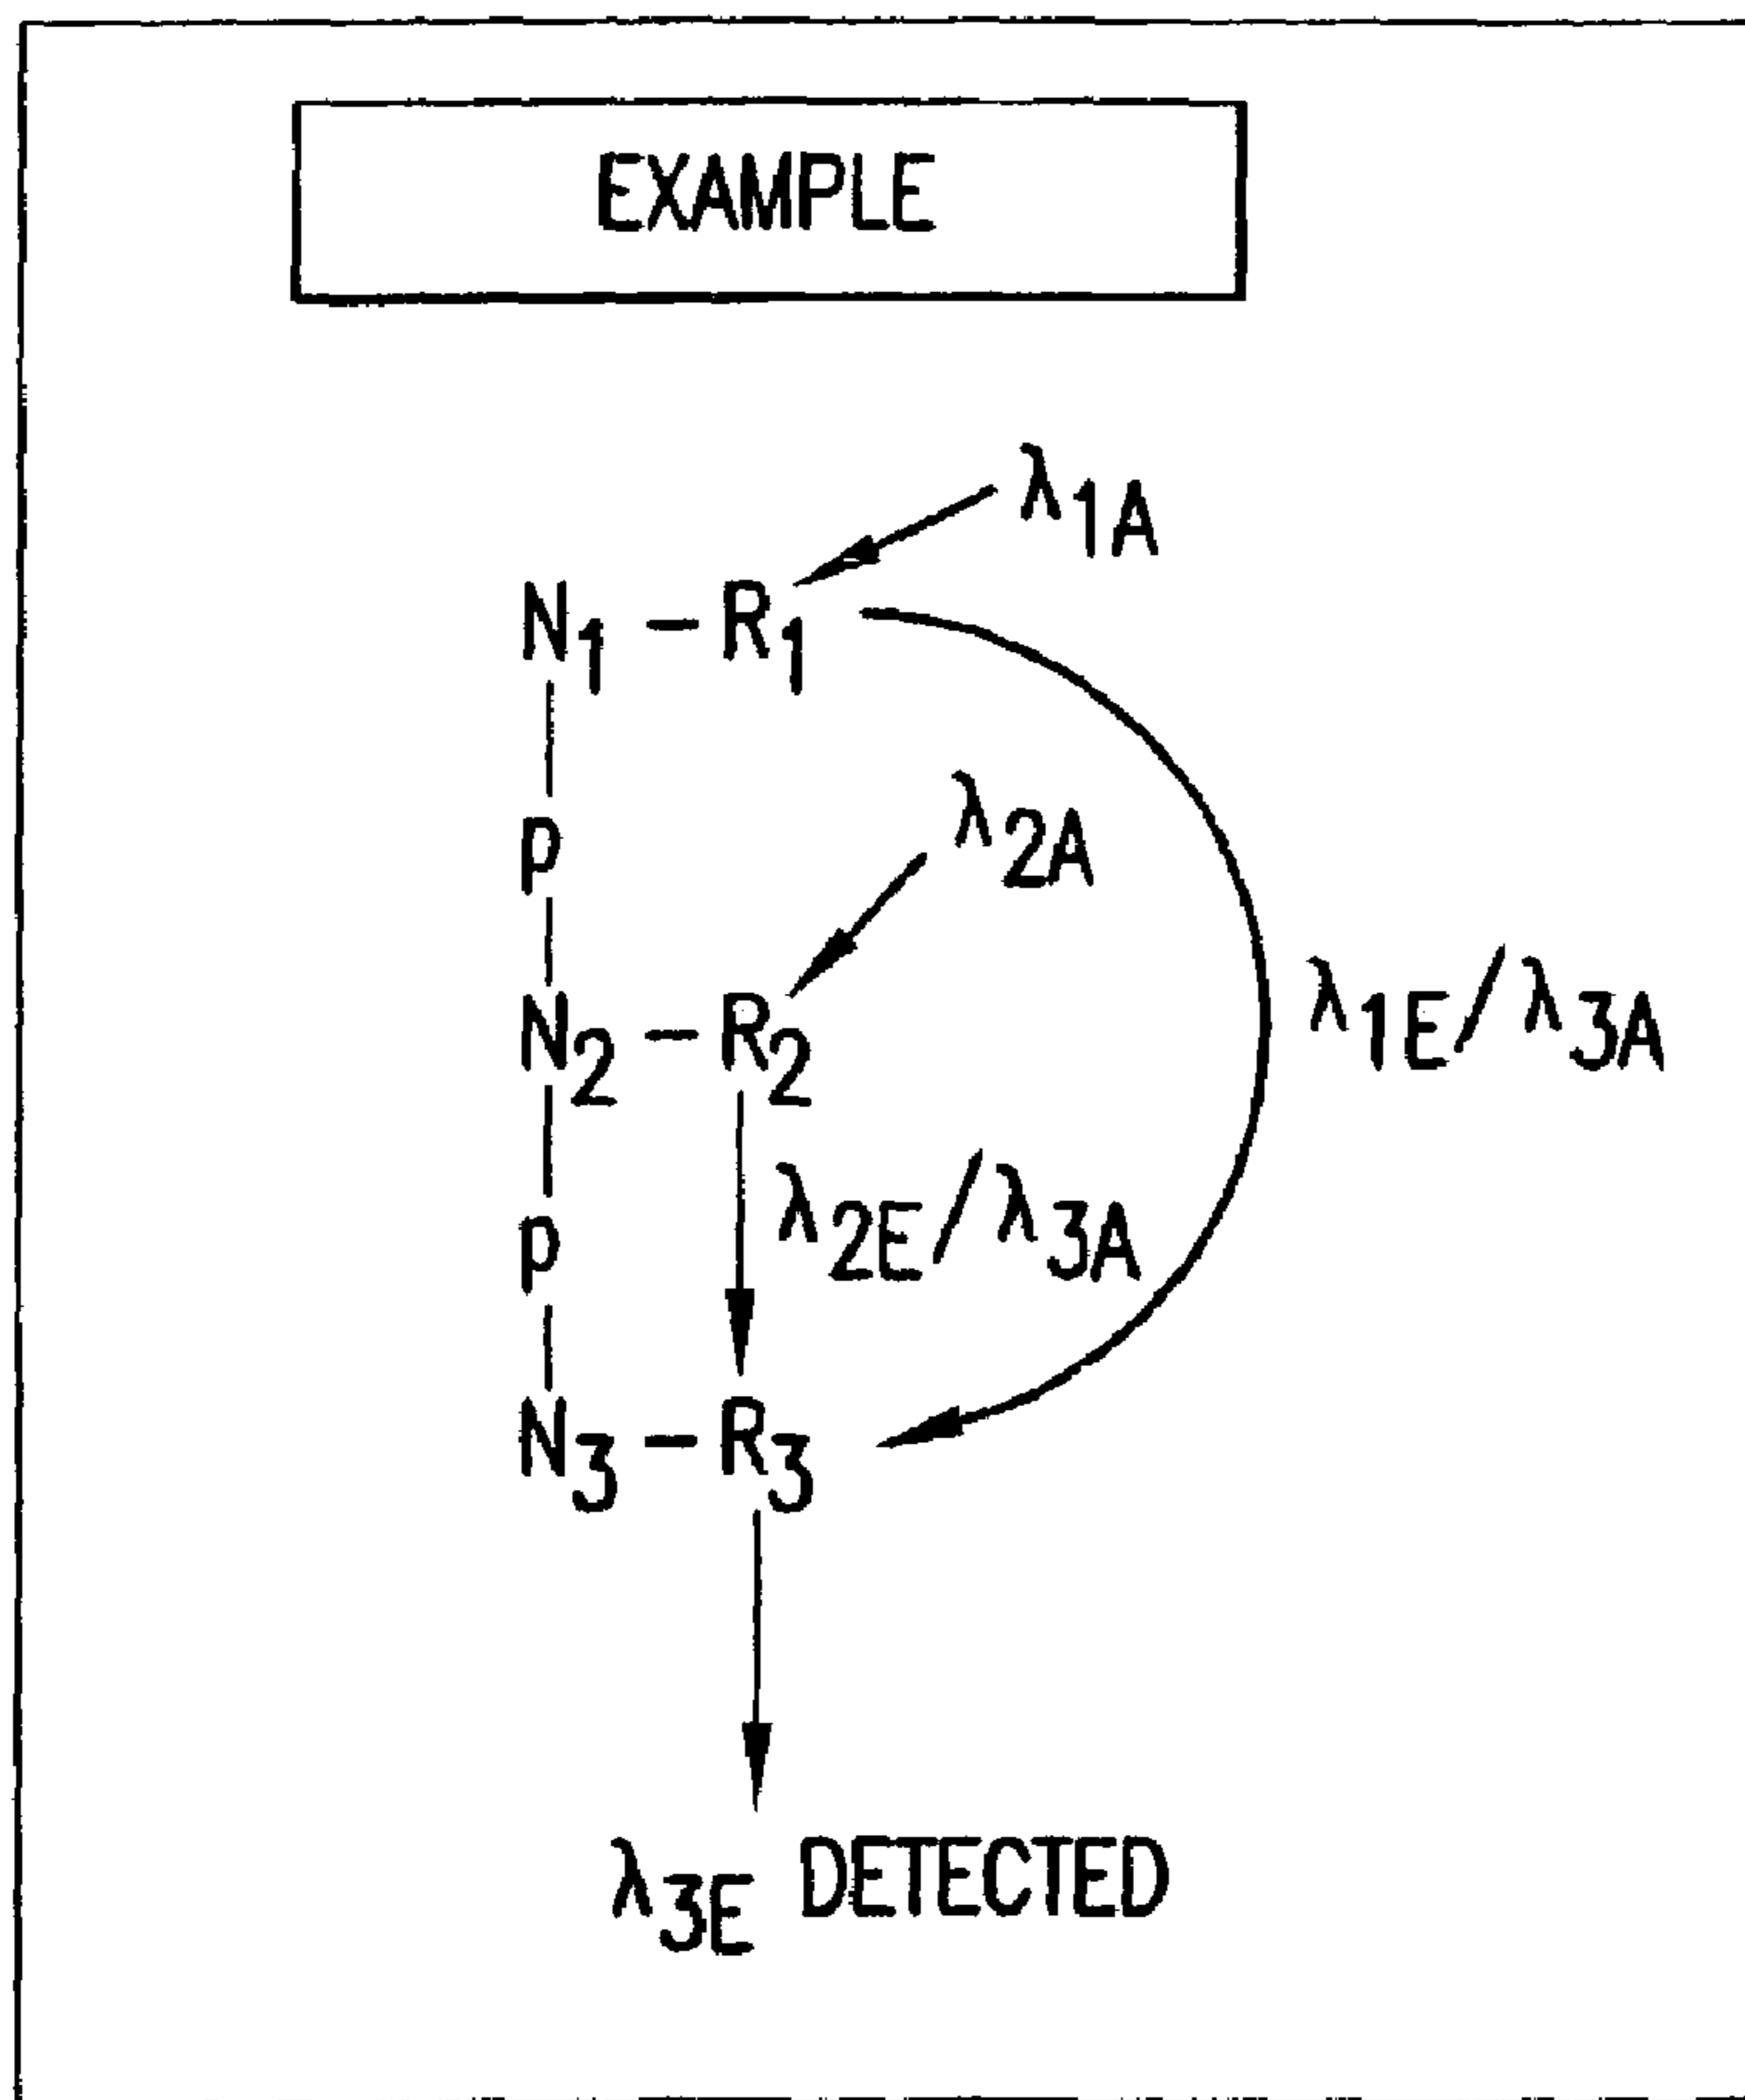 EXAMPLE
λ1A
N1 – R1
P
λ2A
N2 – R2
λ1E/λ3A
λ2E/λ3A
P
N3 – R3
λ3E DETECTED